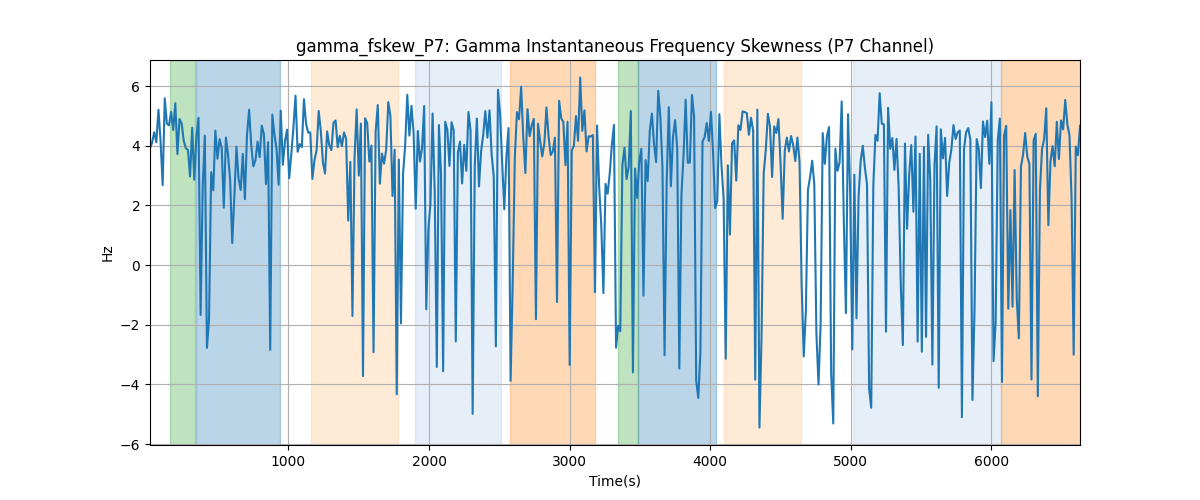 gamma_fskew_P7: Gamma Instantaneous Frequency Skewness (P7 Channel)
6
4
2
0
−2
−4
−6
Hz
1000 2000 3000 4000 5000 6000
Time(s)